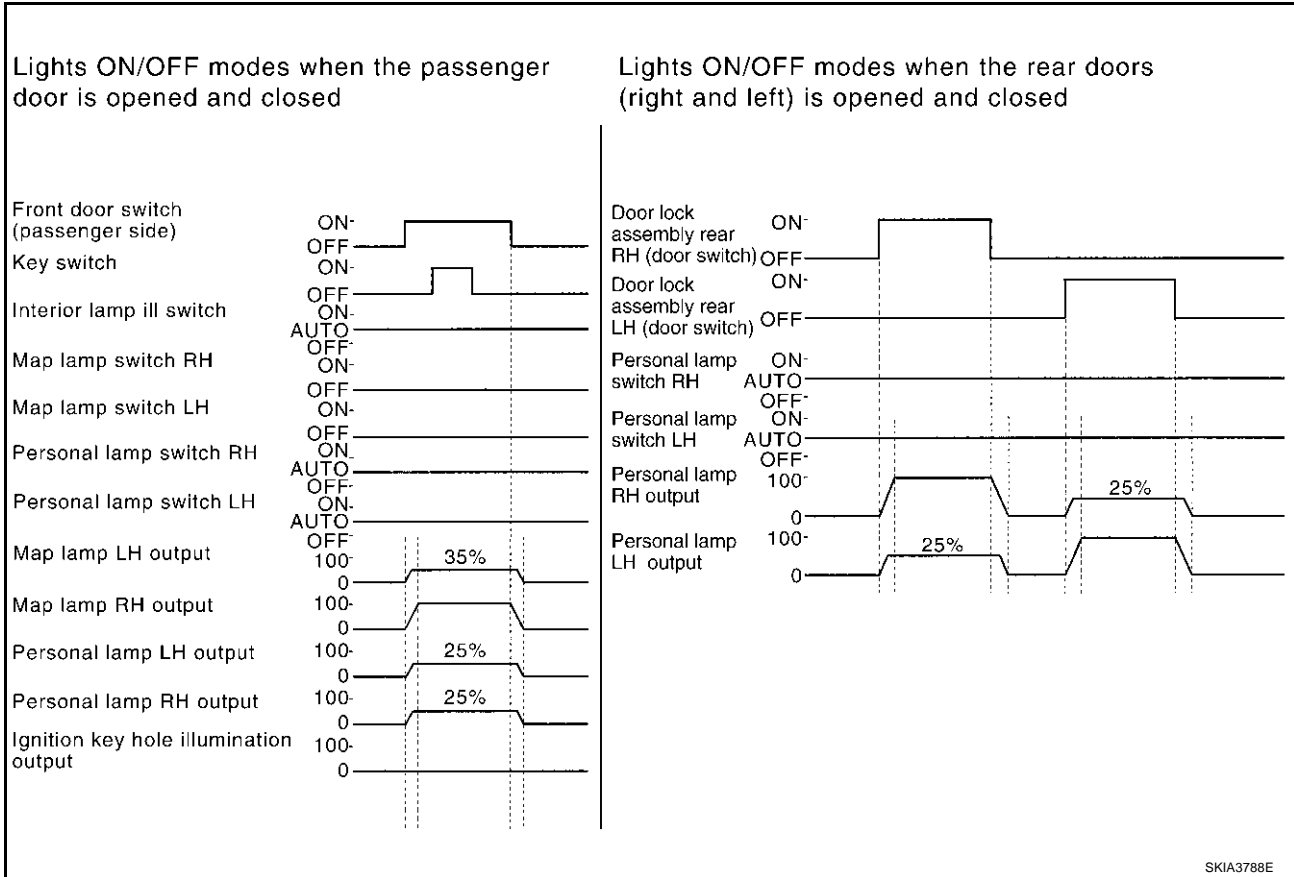 Lights ON/OFF modes when the passenger
door is opened and closed
Front door switch
(passenger side)
ON
OFF
Key switch
ON
OFF
Interior lamp ill switch
ON
AUTO
OFF
Map lamp switch RH
ON
OFF
Map lamp switch LH
ON
OFF
Personal lamp switch RH
ON
AUTO
OFF
Personal lamp switch LH
ON
AUTO
OFF
Map lamp LH output
100
0
35%
Map lamp RH output
100
0
Personal lamp LH output
100
0
25%
Personal lamp RH output
100
0
25%
Ignition key hole illumination
output
100
0
Lights ON/OFF modes when the rear doors
(right and left) is opened and closed
Door lock
assembly rear
RH (door switch)
ON
OFF
Door lock
assembly rear
LH (door switch)
ON
OFF
Personal lamp
switch RH
ON
AUTO
OFF
Personal lamp
switch LH
ON
AUTO
OFF
Personal lamp
RH output
100
0
25%
Personal lamp
LH output
100
0
25%
SKIA3788E